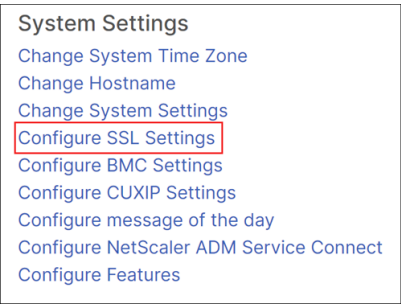 System Settings
Change System Time Zone
Change Hostname
Change System Settings
Configure SSL Settings
Configure BMC Settings
Configure CUXIP Settings
Configure message of the day
Configure NetScaler ADM Service Connect
Configure Features